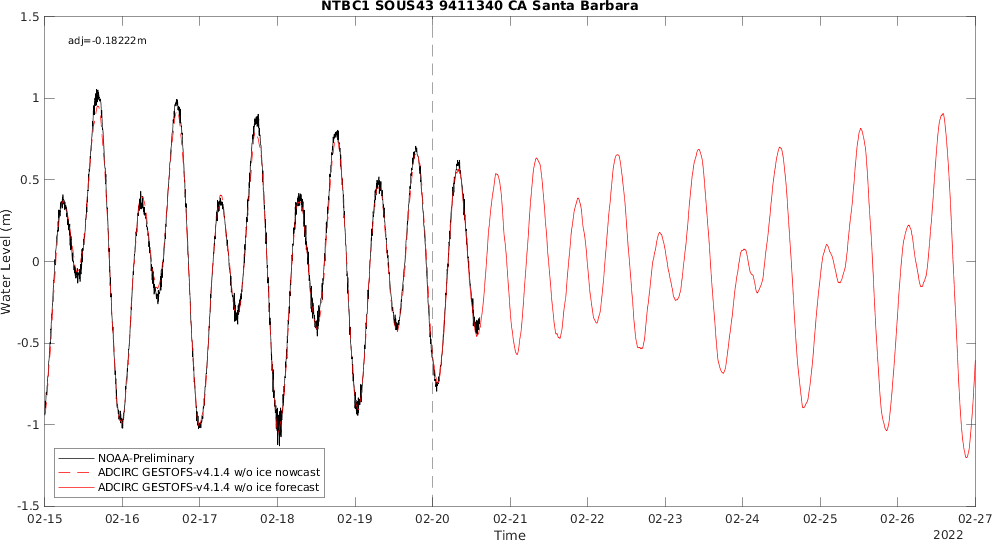 NTBC1 SOUS43 9411340 CA Santa Barbara
adj=-0.18222m
1.5
1
0.5
0
-0.5
-1
-1.5
Water Level (m)
NOAA-Preliminary
ADCIRC GESTOFS-v4.1.4 w/o ice nowcast
ADCIRC GESTOFS-v4.1.4 w/o ice forecast
02-15 02-16 02-17 02-18 02-19 02-20 02-21 02-22 02-23 02-24 02-25 02-26 02-27
Time
2022